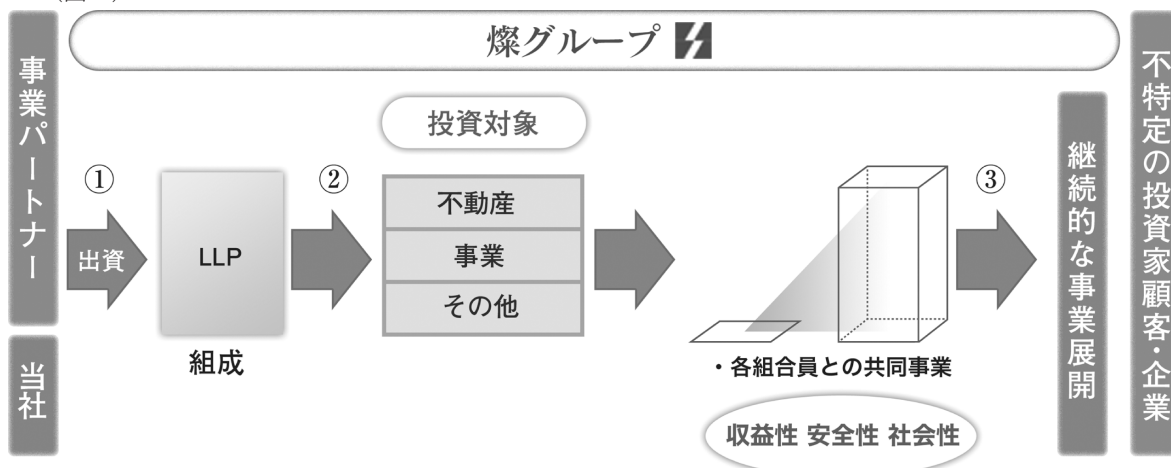 燦グループ
事業パートナー
当社
①
出資
LLP
組成
②
投資対象
不動産
事業
その他
・各組合員との共同事業
収益性 安全性 社会性
③
継続的な事業展開
不特定の投資家顧客・企業